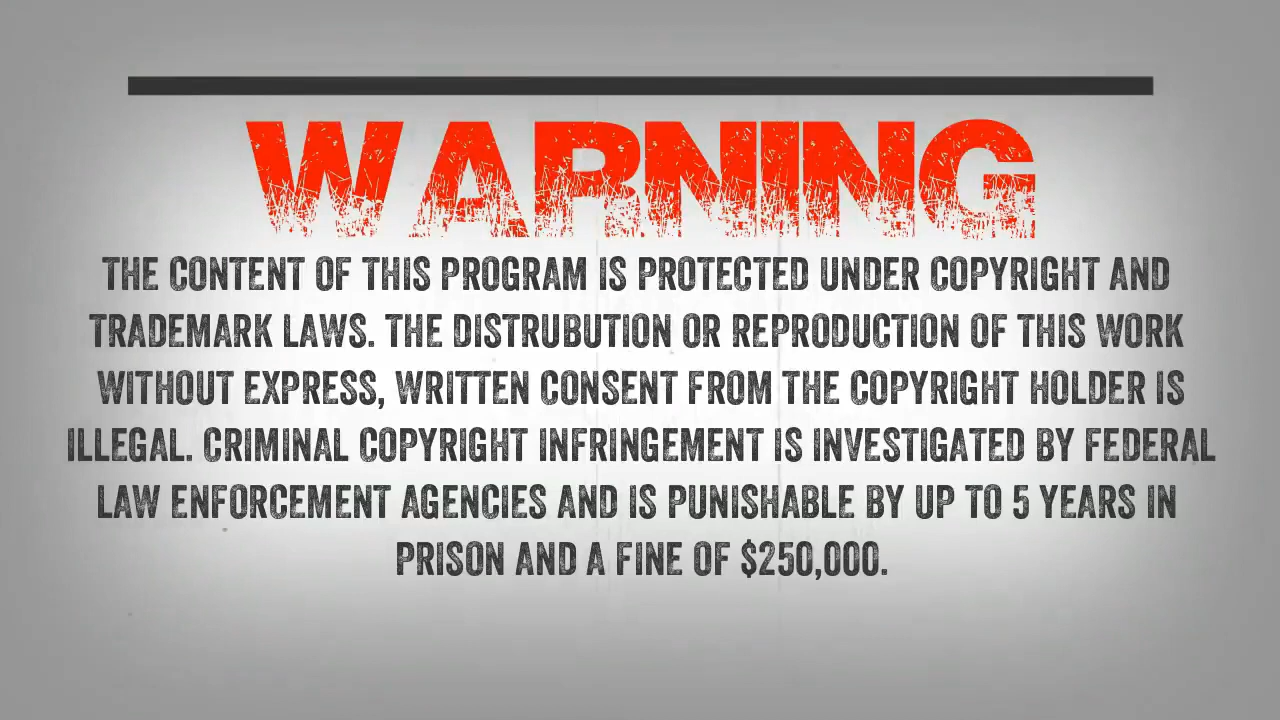 WARNING
THE CONTENT OF THIS PROGRAM IS PROTECTED UNDER COPYRIGHT AND
TRADEMARK LAWS. THE DISTRUBUTION OR REPRODUCTION OF THIS WORK
WITHOUT EXPRESS, WRITTEN CONSENT FROM THE COPYRIGHT HOLDER IS
ILLEGAL. CRIMINAL COPYRIGHT INFRINGEMENT IS INVESTIGATED BY FEDERAL
LAW ENFORCEMENT AGENCIES AND IS PUNISHABLE BY UP TO 5 YEARS IN
PRISON AND A FINE OF $250,000.